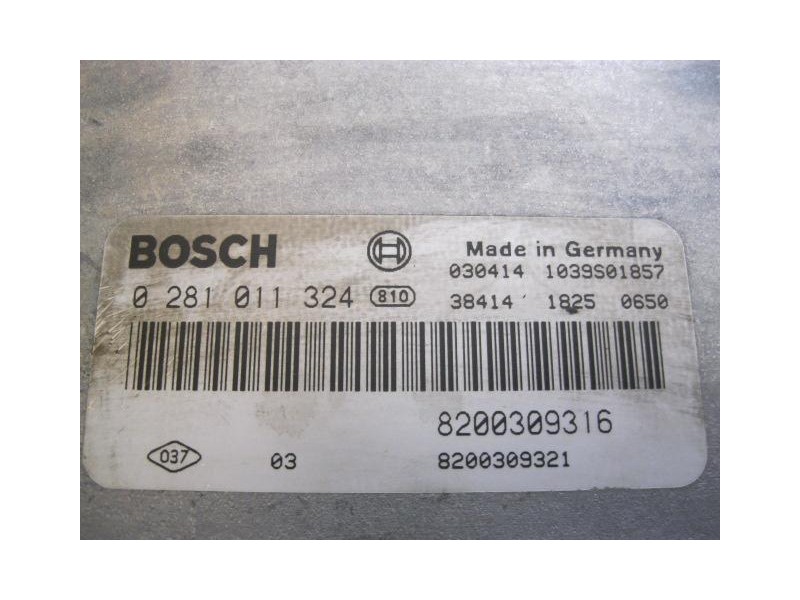 BOSCH
Made in Germany
030414 1039S01857
0 281 011 324 810
38414 1825 0650
8200309316
037 03 8200309321